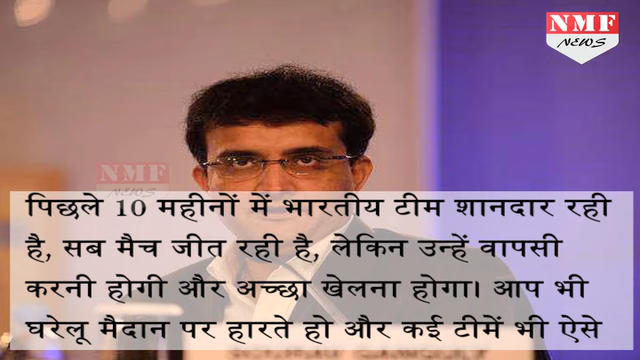 NMF
NEWS
NMF
NEWS
पिछले 10 महीनों में भारतीय टीम शानदार रही
है, सब मैच जीत रही है, लेकिन उन्हें वापसी
करनी होगी और अच्छा खेलना होगा। आप भी
घरेलू मैदान पर हारते हो और कई टीमें भी ऐसे